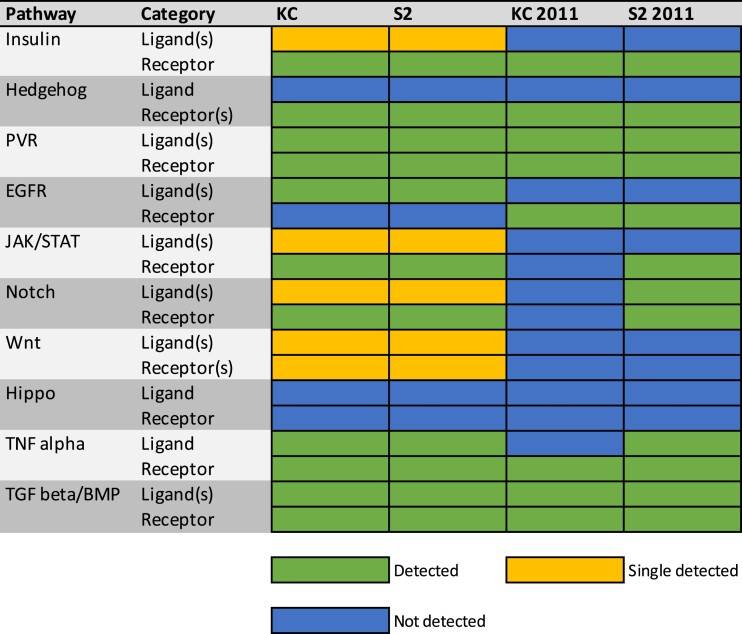 Pathway Category KC S2 KC 2011 S2 2011
Insulin Ligand(s)
Receptor
Hedgehog Ligand
Receptor(s)
PVR Ligand(s)
Receptor
EGFR Ligand(s)
Receptor
JAK/STAT Ligand(s)
Receptor
Notch Ligand(s)
Receptor
Wnt Ligand(s)
Receptor(s)
Hippo Ligand
Receptor
TNF alpha Ligand
Receptor
TGF beta/BMP Ligand(s)
Receptor
Detected Single detected
Not detected